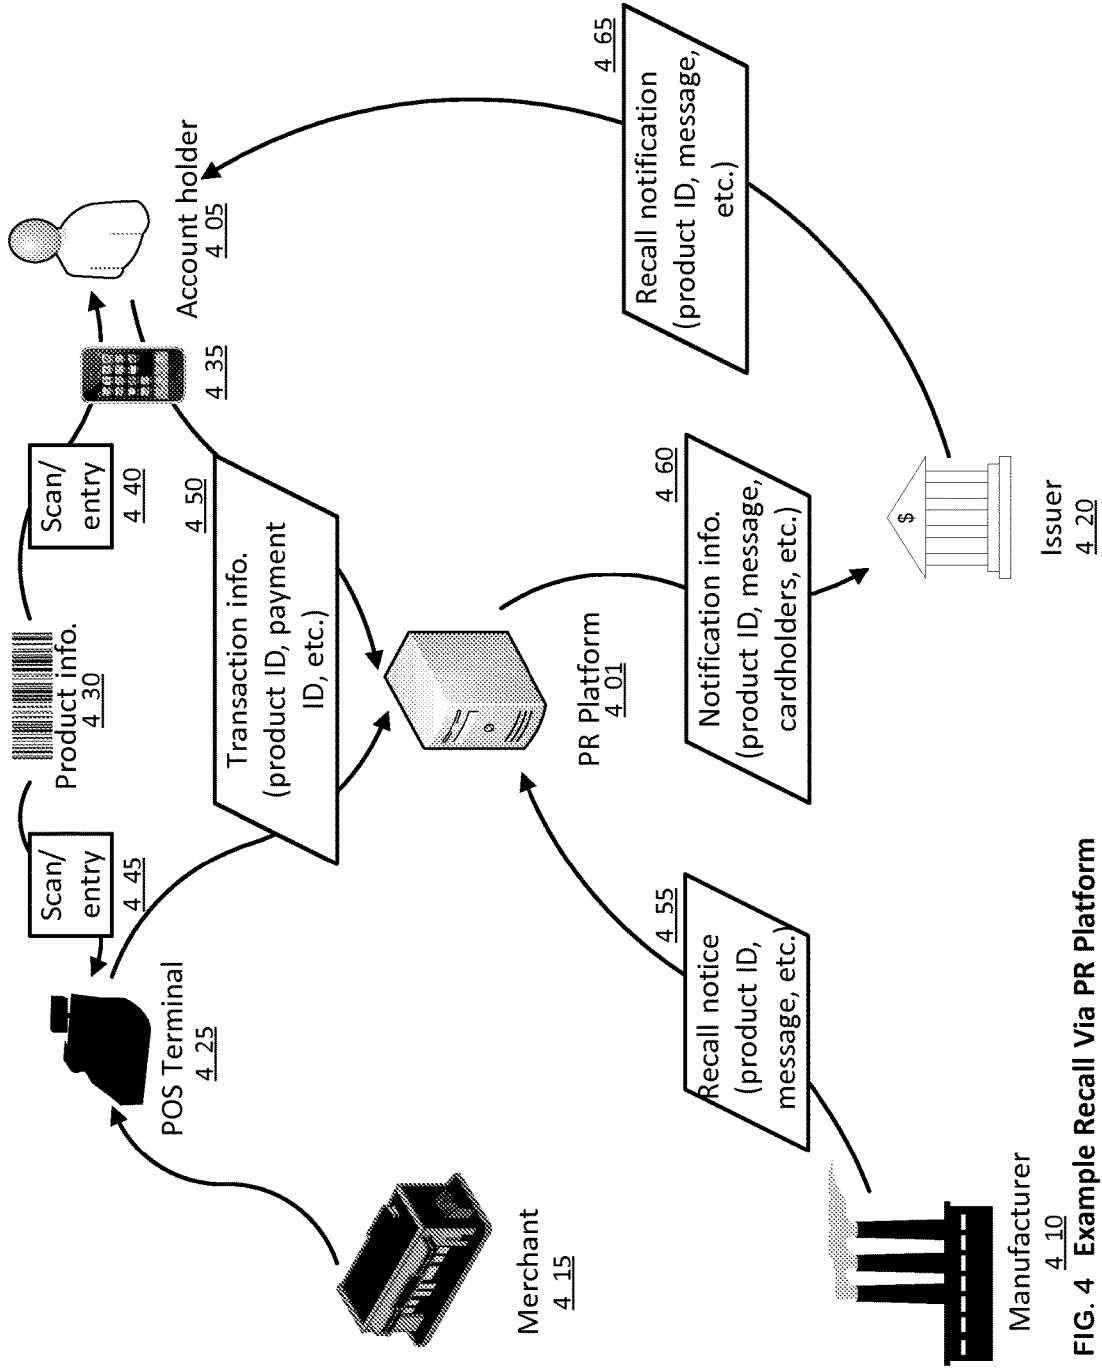 Scan/
entry
4 45
Product info.
4 30
Scan/
entry
4 40
POS Terminal
4 25
4 50
4 35
Account holder
4 05
Transaction info.
(product ID, payment
ID, etc.)
Merchant
4 15
PR Platform
4 01
4 65
Recall notification
(product ID, message,
etc.)
4 55
Recall notice
(product ID,
message, etc.)
4 60
Notification info.
(product ID, message,
cardholders, etc.)
$
Manufacturer
4 10
Issuer
4 20
FIG. 4 Example Recall Via PR Platform